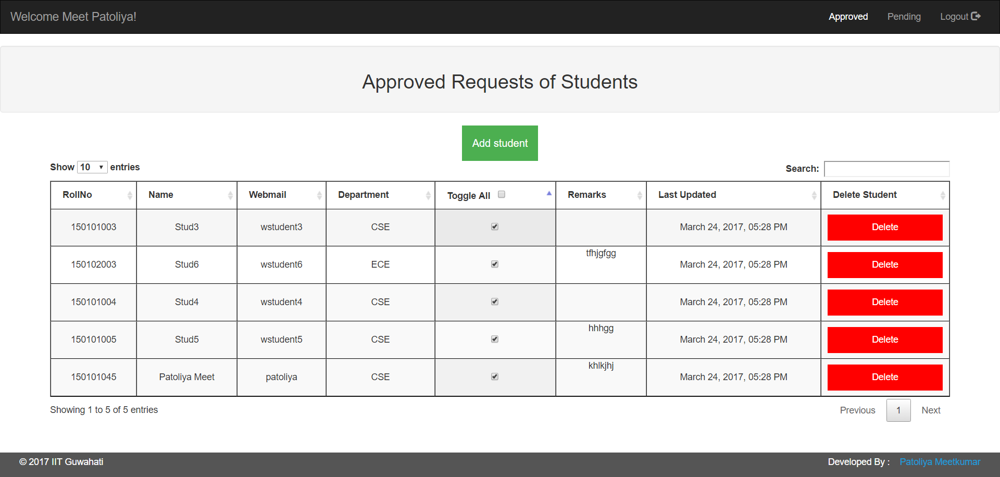 Welcome Meet Patoliya! Approved Pending Logout
Approved Requests of Students
Add student
Show 10 entries Search:
RollNo Name Webmail Department Toggle All Remarks Last Updated Delete Student
150101003 Stud3 wstudent3 CSE March 24, 2017, 05:28 PM Delete
150102003 Stud6 wstudent6 ECE tfhjgfgg March 24, 2017, 05:28 PM Delete
150101004 Stud4 wstudent4 CSE March 24, 2017, 05:28 PM Delete
150101005 Stud5 wstudent5 CSE hhhgg March 24, 2017, 05:28 PM Delete
150101045 Patoliya Meet patoliya CSE khlkjhj March 24, 2017, 05:28 PM Delete
Showing 1 to 5 of 5 entries Previous 1 Next
© 2017 IIT Guwahati Developed By : Patoliya Meetkumar